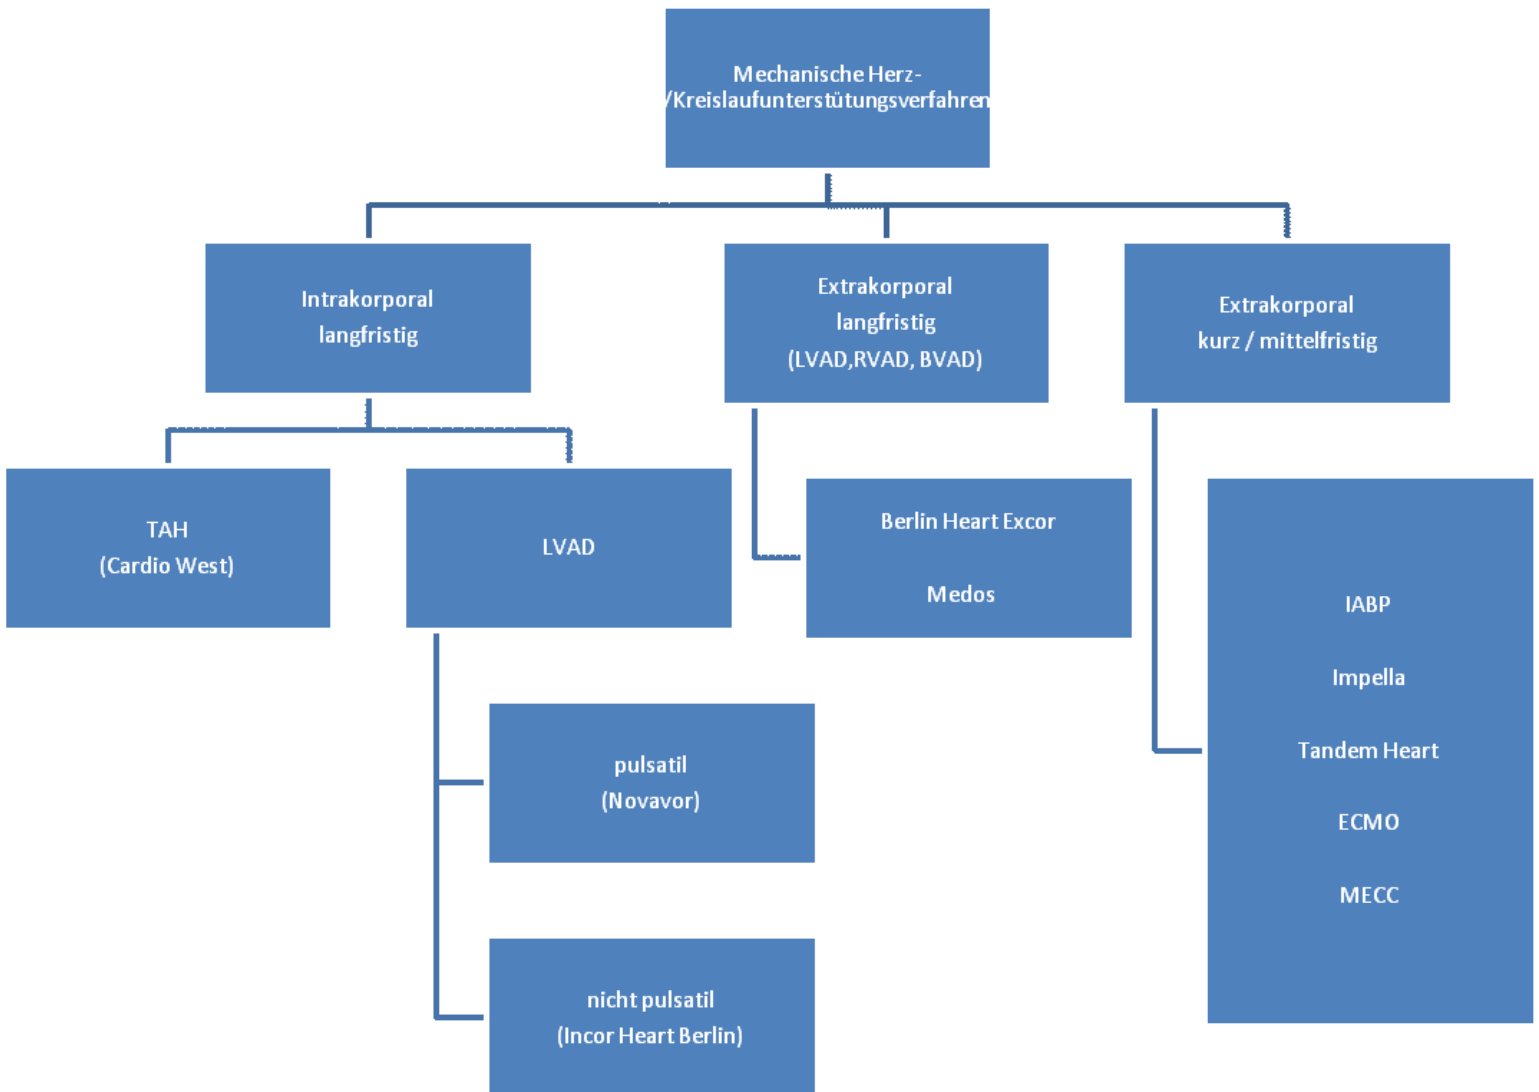 Mechanische Herz-
/Kreislaufunterstütungsverfahren
Intrakorporal
langfristig
Extrakorporal
langfristig
(LVAD,RVAD, BVAD)
Extrakorporal
kurz / mittelfristig
TAH
(Cardio West)
LVAD
Berlin Heart Excor
Medos
IABP
Impella
Tandem Heart
ECMO
MECC
pulsatil
(Novavor)
nicht pulsatil
(Incor Heart Berlin)